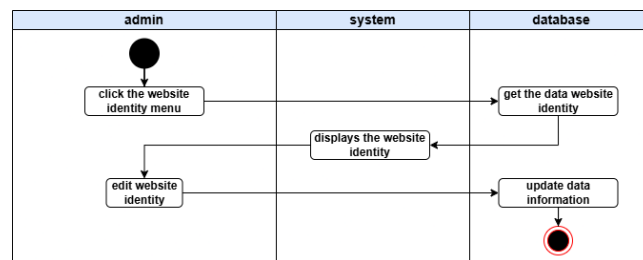 admin
system
database
click the website
identity menu
get the data website
identity
displays the website
identity
edit website
identity
update data
information